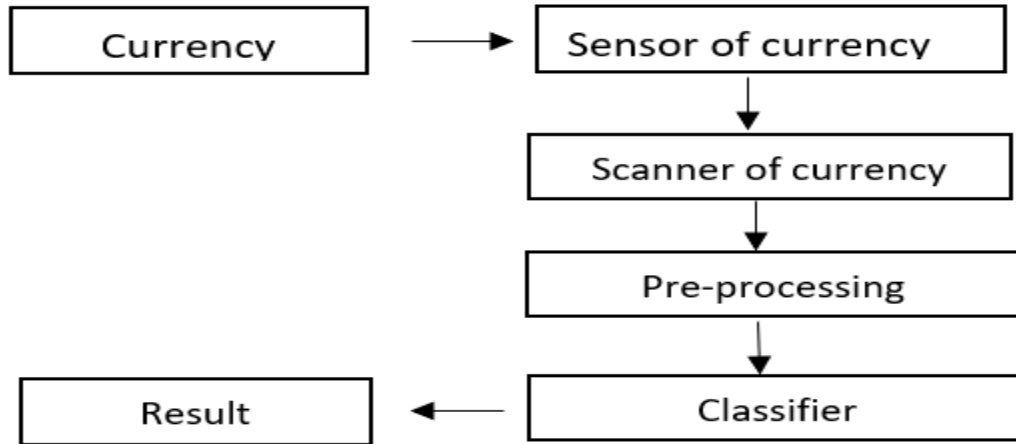 Currency
Sensor of currency
Scanner of currency
Pre-processing
Classifier
Result